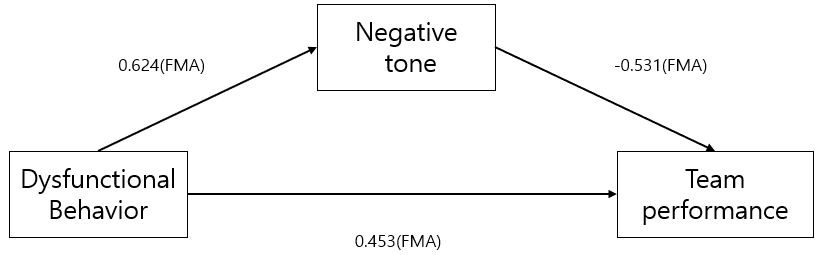 Negative
tone
0.624(FMA)
-0.531(FMA)
Dysfunctional
Behavior
Team
performance
0.453(FMA)